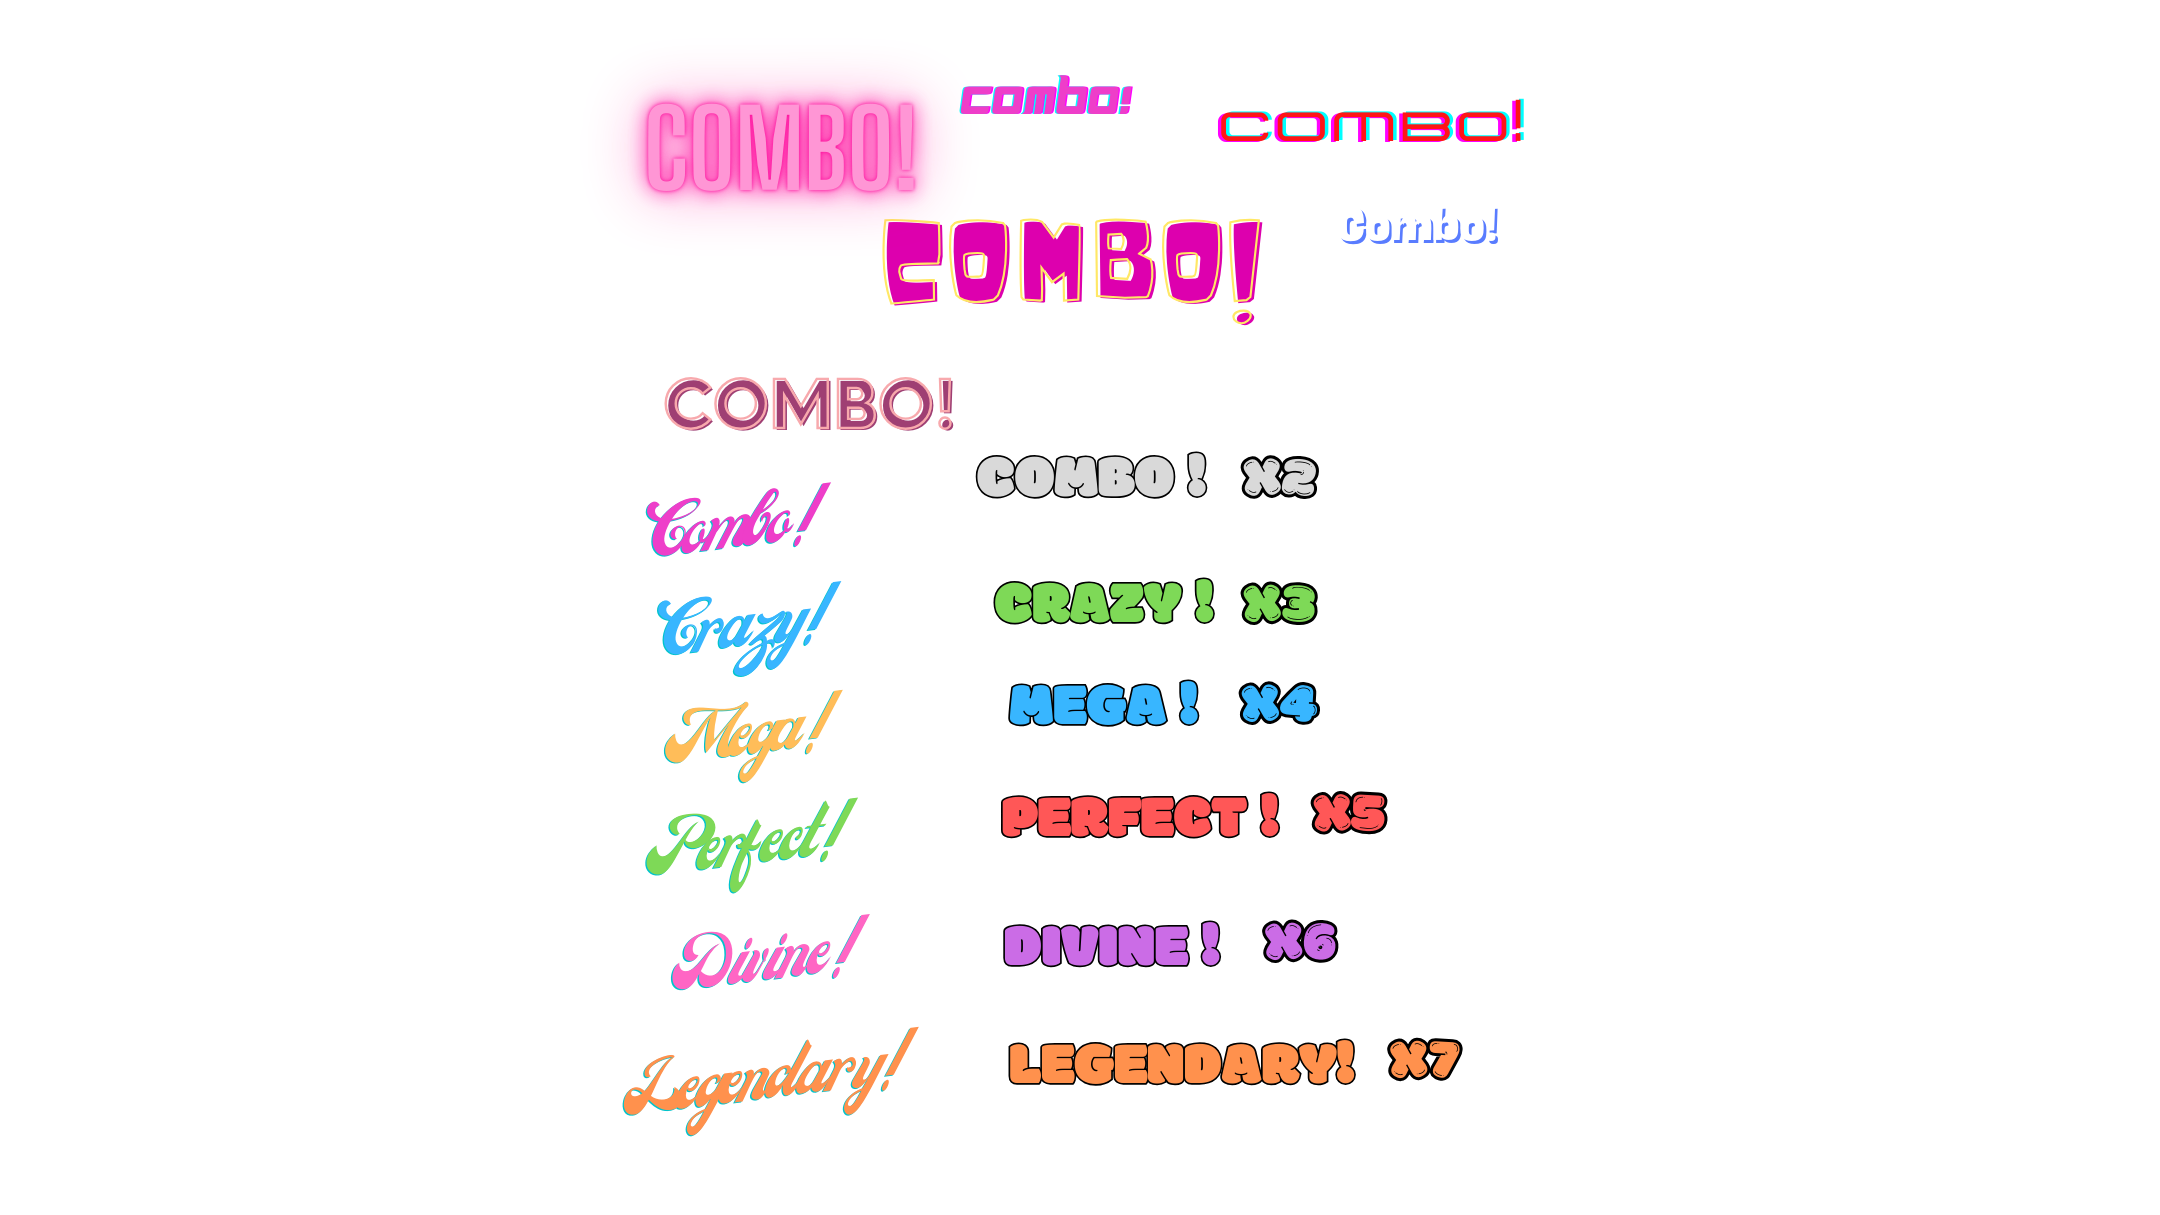 COMBO!
combo!
COMBO!
Combo!
COMBO!
COMBO!
COMBO ! X2
Combo!
CRAZY ! X3
Crazy!
MEGA ! X4
Mega!
PERFECT ! X5
Perfect!
DIVINE ! X6
Divine!
LEGENDARY! X7
Legendary!